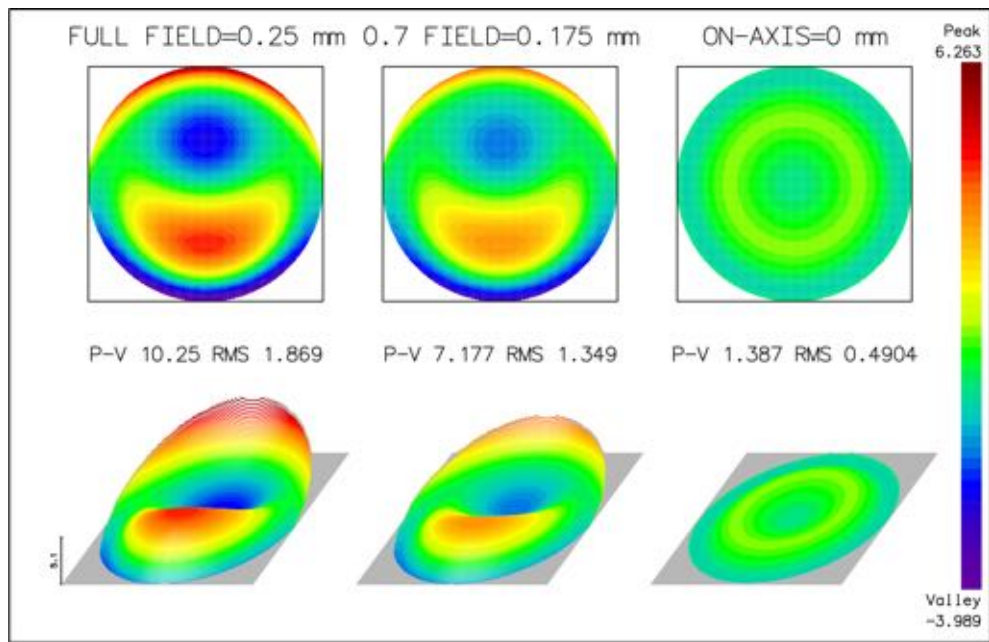 FULL FIELD=0.25 mm 0.7 FIELD=0.175 mm ON-AXIS=0 mm
Peak
6.263
P-V 10.25 RMS 1.869 P-V 7.177 RMS 1.349 P-V 1.387 RMS 0.4904
Valley
-3.989